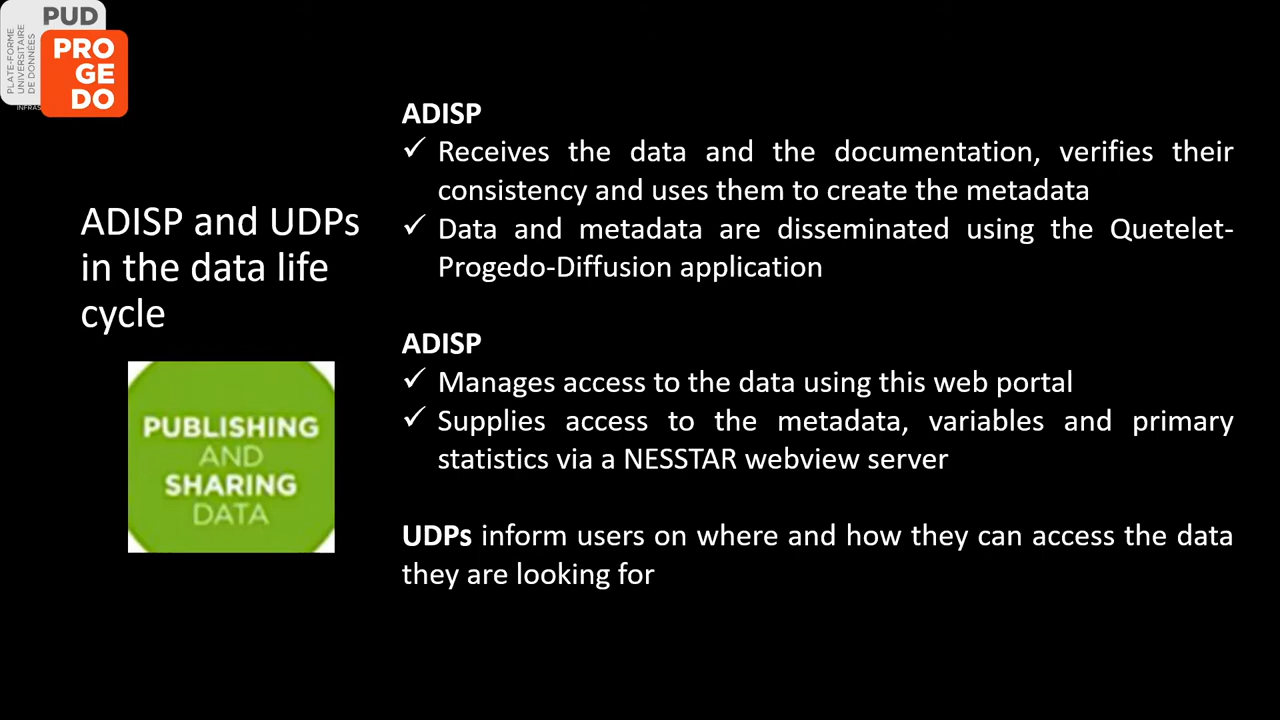 PUD
PLATE-FORME
UNIVERSITAIRE
DE DONNÉES
PRO
GE
DO
INFRAS
ADISP and UDPs
in the data life
cycle
PUBLISHING
AND
SHARING
DATA
ADISP
✓ Receives the data and the documentation, verifies their
consistency and uses them to create the metadata
✓ Data and metadata are disseminated using the Quetelet-
Progedo-Diffusion application
ADISP
✓ Manages access to the data using this web portal
✓ Supplies access to the metadata, variables and primary
statistics via a NESSTAR webview server
UDPs inform users on where and how they can access the data
they are looking for